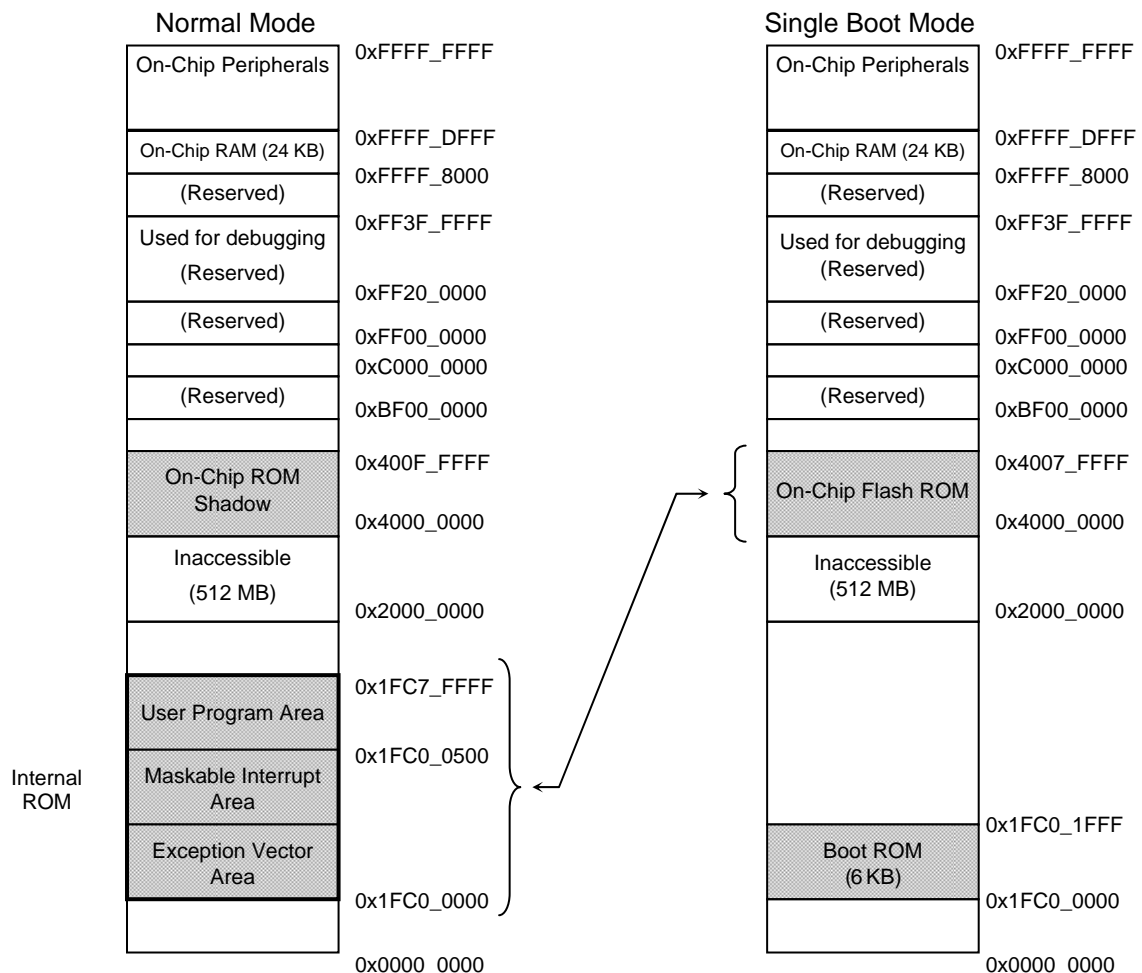 Normal Mode
On-Chip Peripherals
0xFFFF_FFFF
On-Chip RAM (24 KB)
0xFFFF_DFFF
0xFFFF_8000
(Reserved)
0xFF3F_FFFF
Used for debugging
(Reserved)
0xFF20_0000
(Reserved)
0xFF00_0000
0xC000_0000
(Reserved)
0xBF00_0000
0x400F_FFFF
On-Chip ROM
Shadow
0x4000_0000
Inaccessible
(512 MB)
0x2000_0000
0x1FC7_FFFF
User Program Area
0x1FC0_0500
Internal
ROM
Maskable Interrupt
Area
Exception Vector
Area
0x1FC0_0000
0x0000_0000
Single Boot Mode
On-Chip Peripherals
0xFFFF_FFFF
0xFFFF_DFFF
On-Chip RAM (24 KB)
0xFFFF_8000
(Reserved)
0xFF3F_FFFF
Used for debugging
(Reserved)
0xFF20_0000
(Reserved)
0xFF00_0000
0xC000_0000
(Reserved)
0xBF00_0000
0x4007_FFFF
On-Chip Flash ROM
0x4000_0000
Inaccessible
(512 MB)
0x2000_0000
0x1FC0_1FFF
Boot ROM
(6 KB)
0x1FC0_0000
0x0000_0000